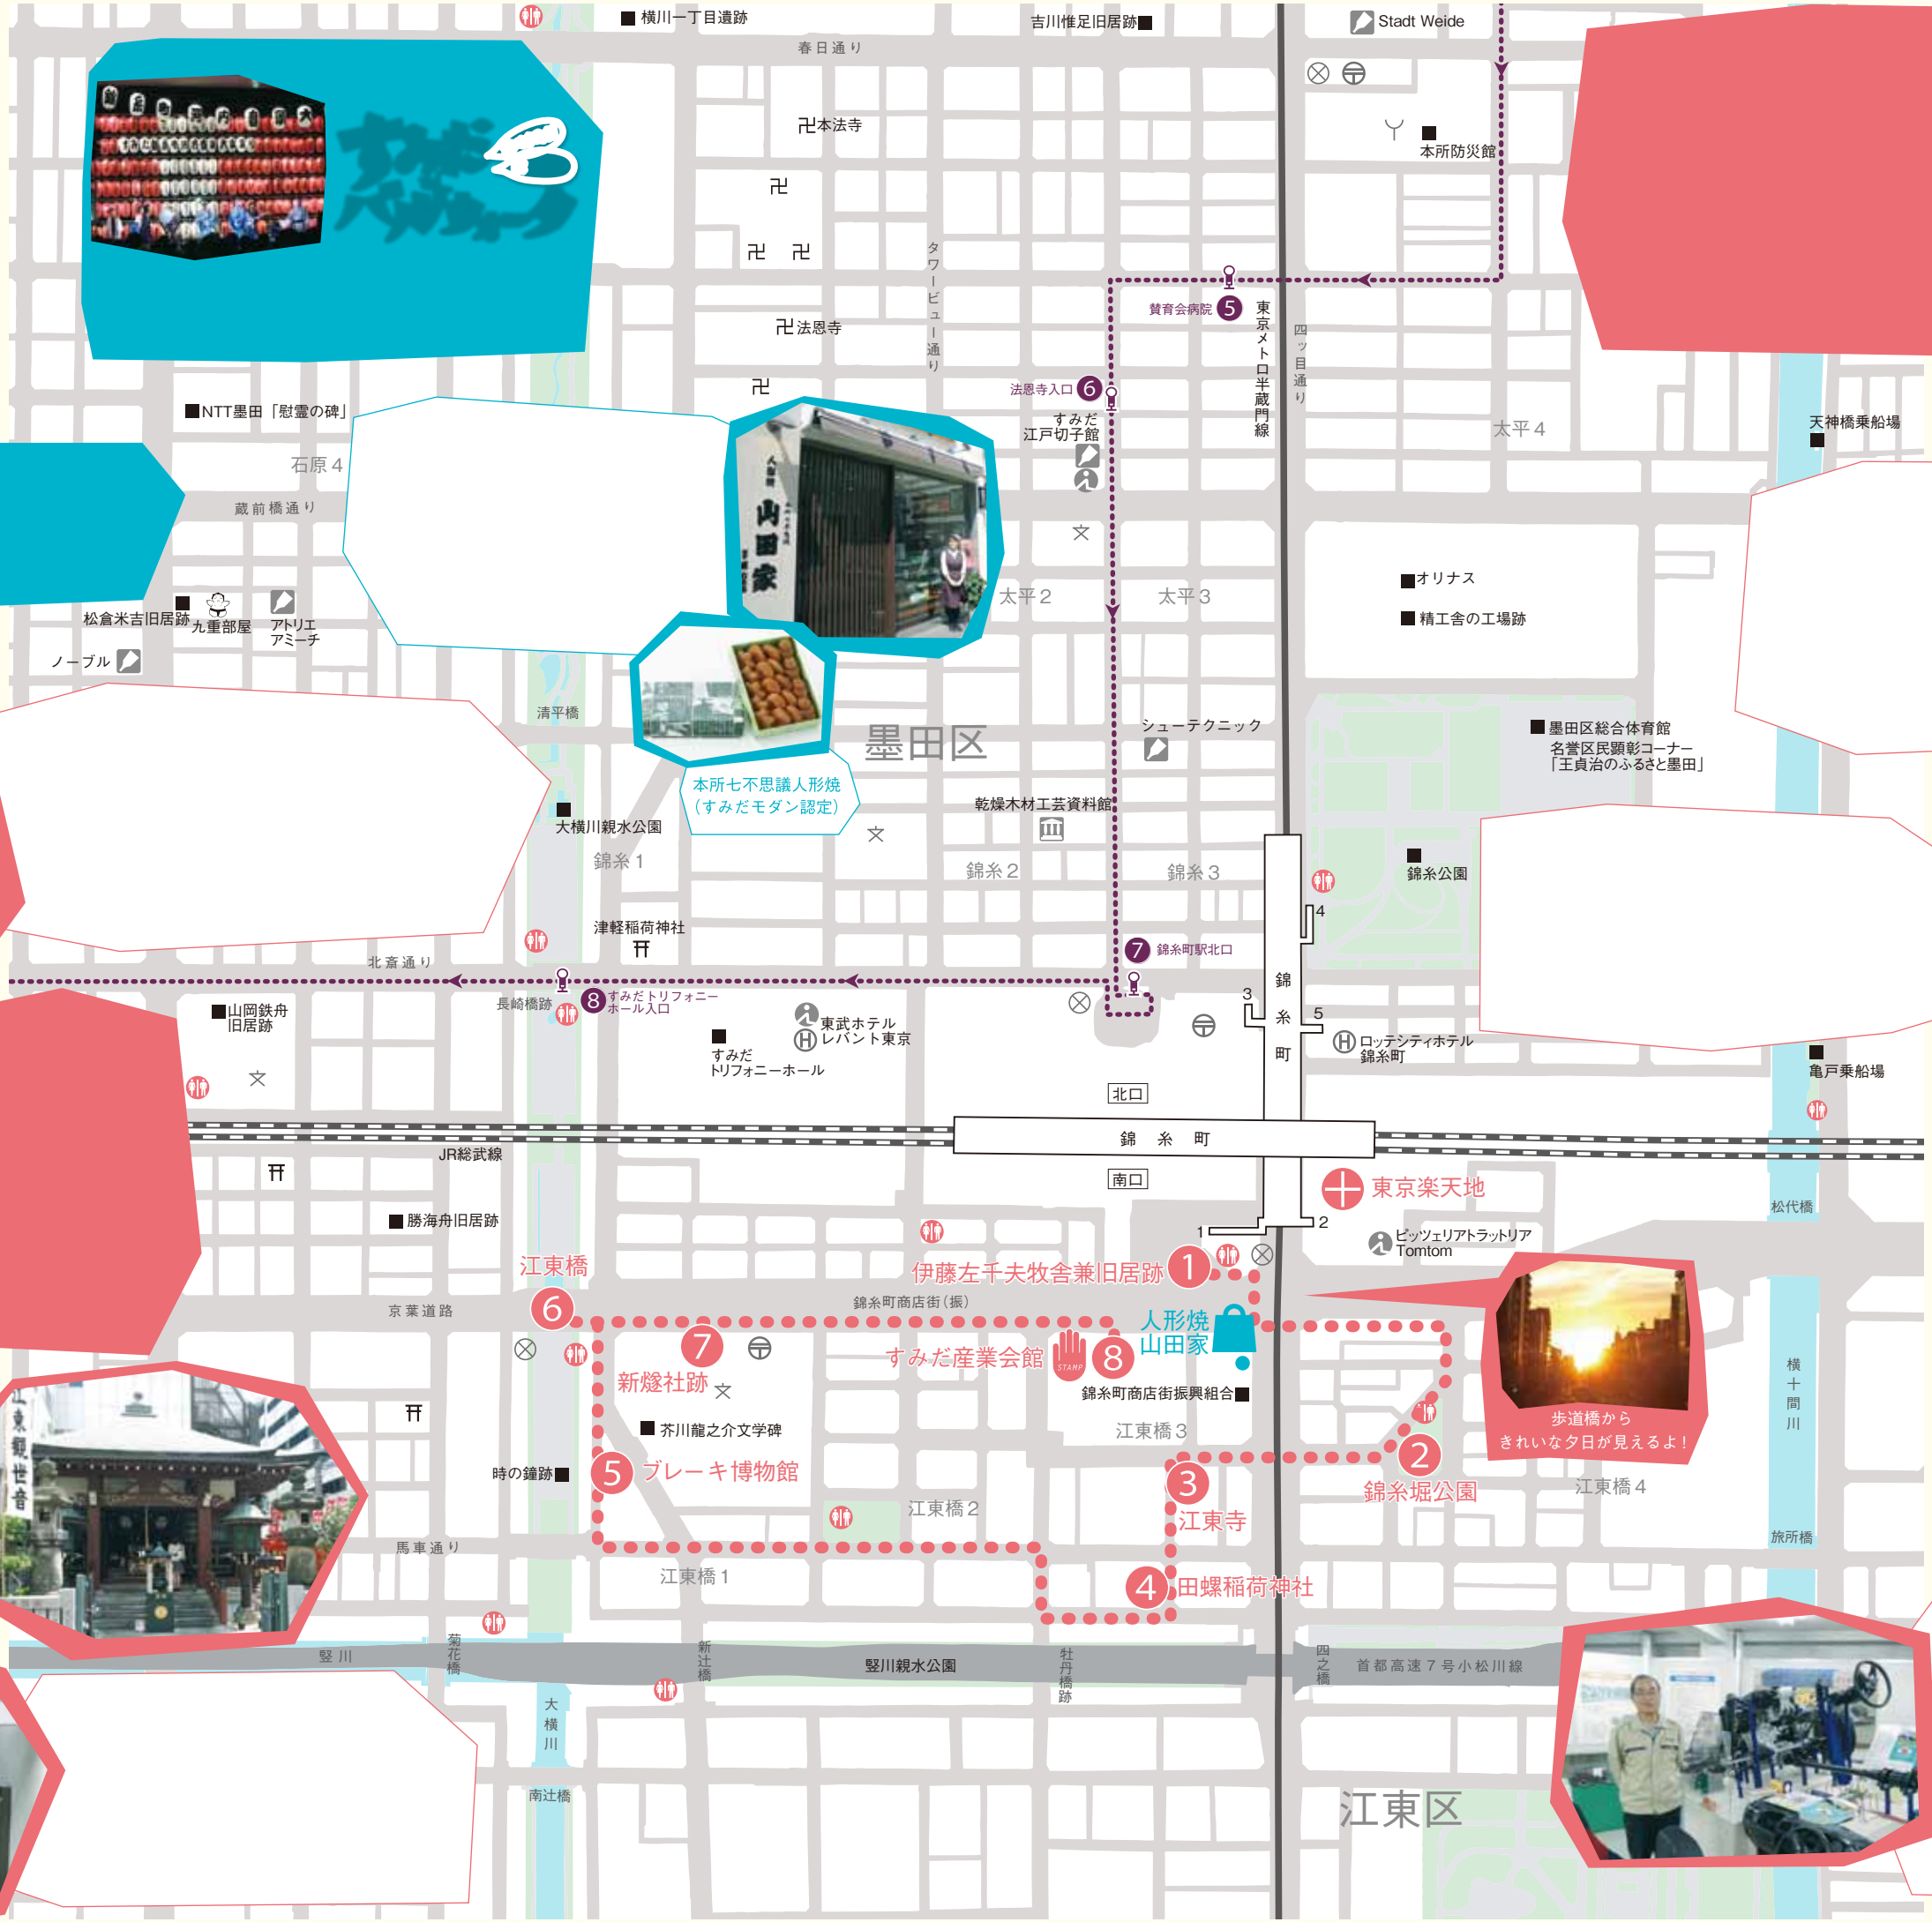 横川一丁目遺跡
吉川惟足旧居跡
Stadt Weide
春日通り
本法寺
本所防災館
タワービュー通り
賛育会病院 5
東京メトロ半蔵門線
四ッ目通り
法恩寺
法恩寺入口 6
すみだ
江戸切子館
NTT墨田「慰霊の碑」
石原4
太平4
天神橋乗船場
蔵前橋通り
人形焼
山田家
オリナス
精工舎の工場跡
太平2
太平3
松倉米吉旧居跡
九重部屋
アトリエ
アミーチ
ノーブル
清平橋
墨田区
シューテクニック
墨田区総合体育館
名誉区民顕彰コーナー
「王貞治のふるさと墨田」
本所七不思議人形焼
(すみだモダン認定)
乾燥木材工芸資料館
大横川親水公園
錦糸1
錦糸2
錦糸3
錦糸公園
4
津軽稲荷神社
7 錦糸町駅北口
北斎通り
長崎橋跡
8 すみだトリフォニー
ホール入口
山岡鉄舟
旧居跡
東武ホテル
レバント東京
すみだ
トリフォニーホール
3
錦糸町
5
ロッテシティホテル
錦糸町
亀戸乗船場
北口
錦糸町
JR総武線
南口
東京楽天地
松代橋
勝海舟旧居跡
1
2
ピッツェリアトラットリア
Tomtom
江東橋
6
伊藤左千夫牧舎兼旧居跡 1
京葉道路
錦糸町商店街(振)
人形焼
山田家
7
新燧社跡
すみだ産業会館
STAMP
8
錦糸町商店街振興組合
歩道橋から
きれいな夕日が見えるよ!
横十間川
江東觀世音
芥川龍之介文学碑
江東橋3
時の鐘跡
5 ブレーキ博物館
2
錦糸堀公園
3
江東寺
江東橋4
江東橋2
旅所橋
馬車通り
江東橋1
4 田螺稲荷神社
竪川
菊花橋
新辻橋
竪川親水公園
牡丹橋跡
四之橋
首都高速7号小松川線
大横川
南辻橋
江東区